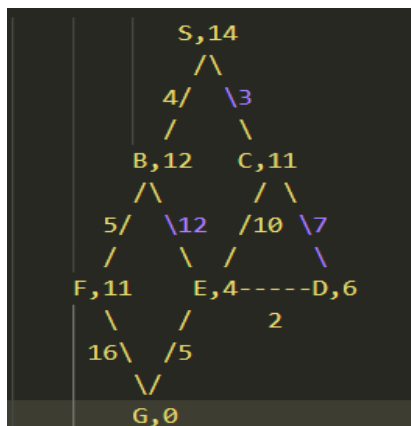 S,14
/\
4/ \3
/ \
B,12 C,11
/\ / \
5/ \12 /10 \7
/ \ / \
F,11 E,4-----D,6
\ / 2
16\ /5
\/
G,0